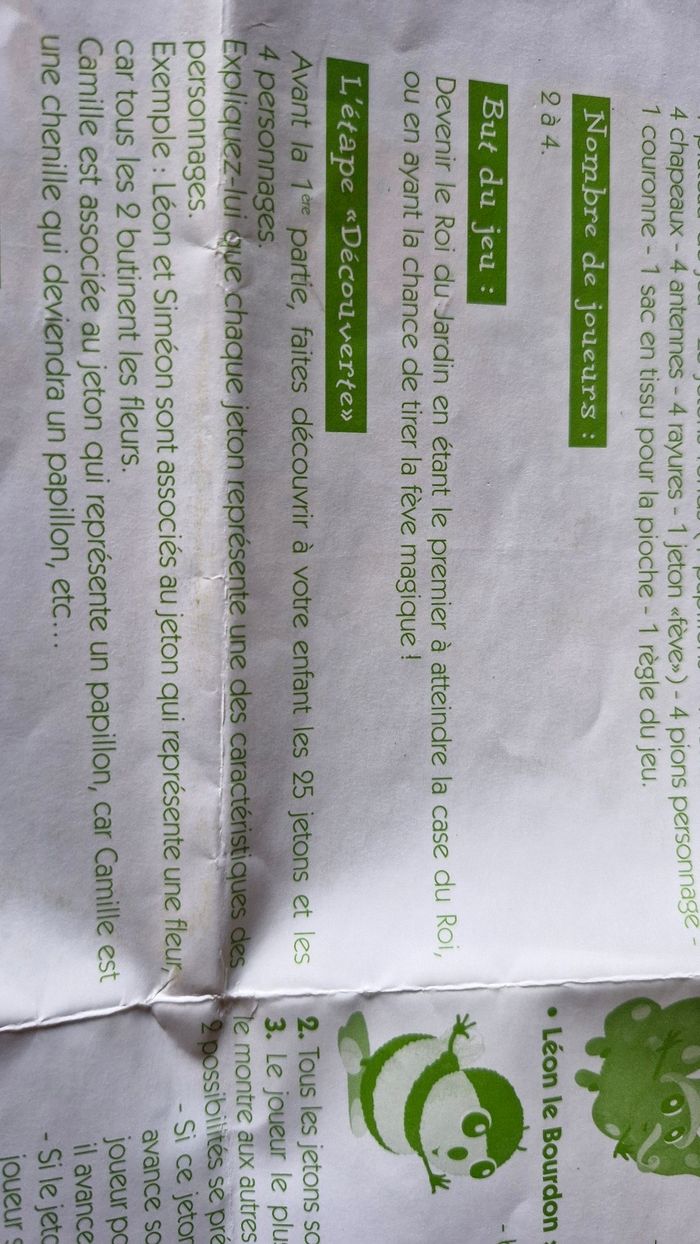 4 chapeaux - 4 antennes - 4 rayures - 1 jeton «fève») - 4 pions personnage -
1 couronne - 1 sac en tissu pour la pioche - 1 règle du jeu.
Nombre de joueurs :
2 à 4.
But du jeu :
Devenir le Roi du Jardin en étant le premier à atteindre la case du Roi,
ou en ayant la chance de tirer la fève magique !
L'étape «Découverte»
Avant la 1ère partie, faites découvrir à votre enfant les 25 jetons et les
4 personnages.
Expliquez-lui que chaque jeton représente une des caractéristiques des
personnages.
Exemple : Léon et Siméon sont associés au jeton qui représente une fleur,
car tous les 2 butinent les fleurs.
Camille est associée au jeton qui représente un papillon, car Camille est
une chenille qui deviendra un papillon, etc...
• Léon le Bourdon :
2. Tous les jetons
3. Le joueur le
le montre aux autres
2 possibilités se
- Si ce
avance
joueur
il avance
- Si le
joueur